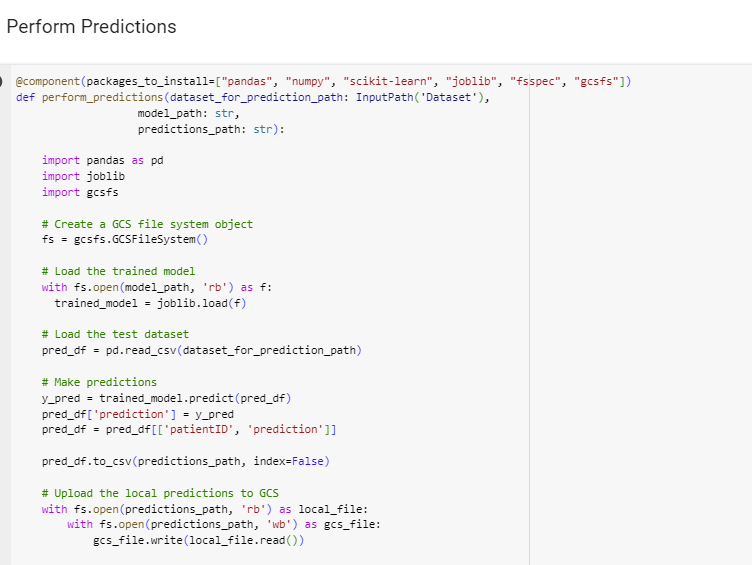 Perform Predictions
@component(packages_to_install=["pandas", "numpy", "scikit-learn", "joblib", "fsspec", "gcsfs"])
def perform_predictions(dataset_for_prediction_path: InputPath('Dataset'),
model_path: str,
predictions_path: str):
import pandas as pd
import joblib
import gcsfs
# Create a GCS file system object
fs = gcsfs.GCSFileSystem()
# Load the trained model
with fs.open(model_path, 'rb') as f:
trained_model = joblib.load(f)
# Load the test dataset
pred_df = pd.read_csv(dataset_for_prediction_path)
# Make predictions
y_pred = trained_model.predict(pred_df)
pred_df['prediction'] = y_pred
pred_df = pred_df[['patientID', 'prediction']]
pred_df.to_csv(predictions_path, index=False)
# Upload the local predictions to GCS
with fs.open(predictions_path, 'rb') as local_file:
with fs.open(predictions_path, 'wb') as gcs_file:
gcs_file.write(local_file.read())